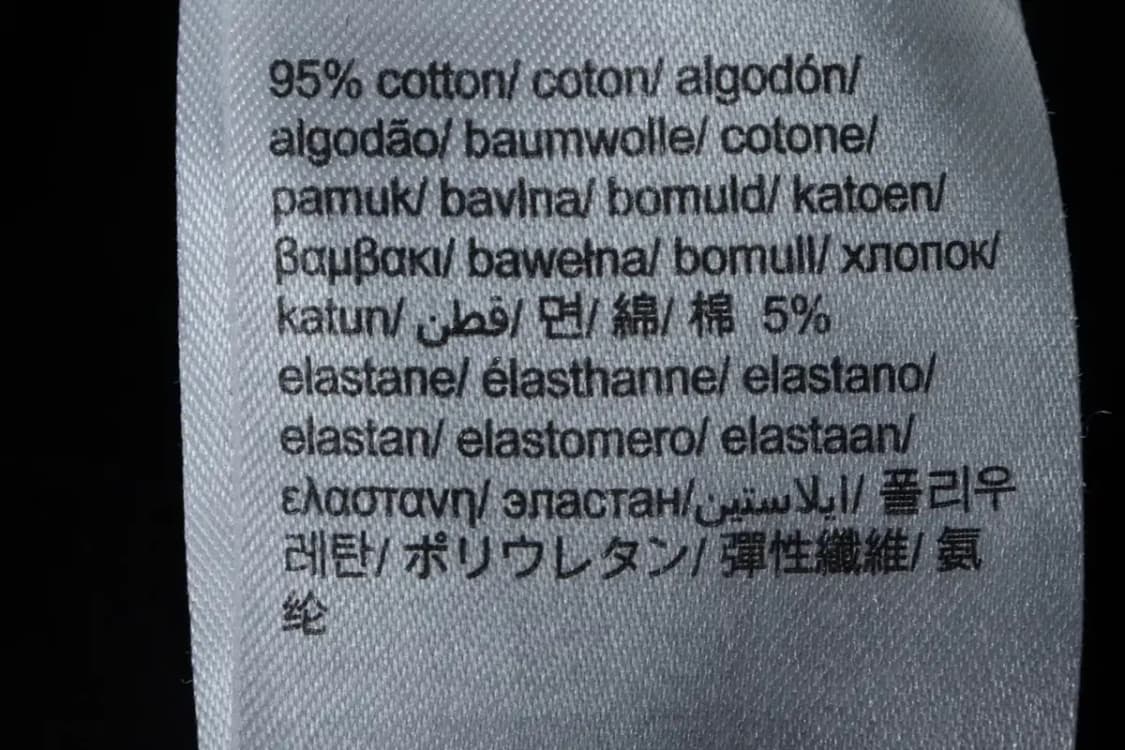 95% cotton/ coton/ algodón/
algodão/ baumwolle/ cotone/
pamuk/ bavlna/ bomuld/ katoen/
βαμβακι/ bawełna/ bomull/ хлопок/
katun/ قطن/ 면/ 綿/ 棉 5%
elastane/ élasthanne/ elastano/
elastan/ elastomero/ elastaan/
ελαστανη/ эластан/ايلاستين/ 폴리우
레탄/ ポリウレタン/ 彈性纖維/ 氨
纶